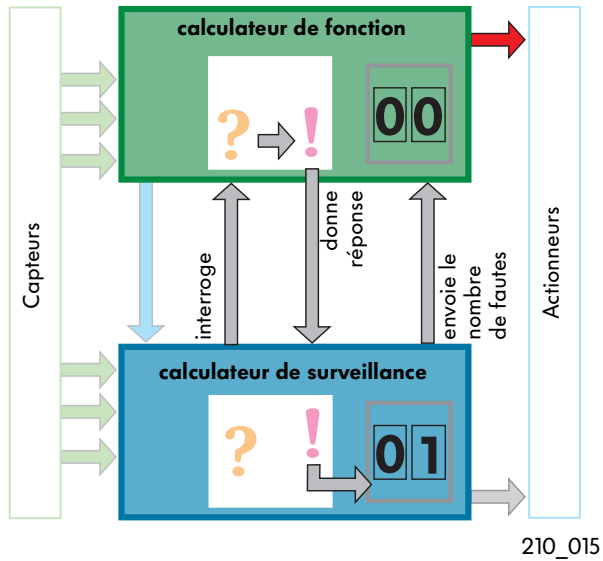 calculateur de fonction
? !
00
Capteurs
interroge
donne
réponse
envoie le
nombre
de fautes
Actionneurs
calculateur de surveillance
? !
01
210_015